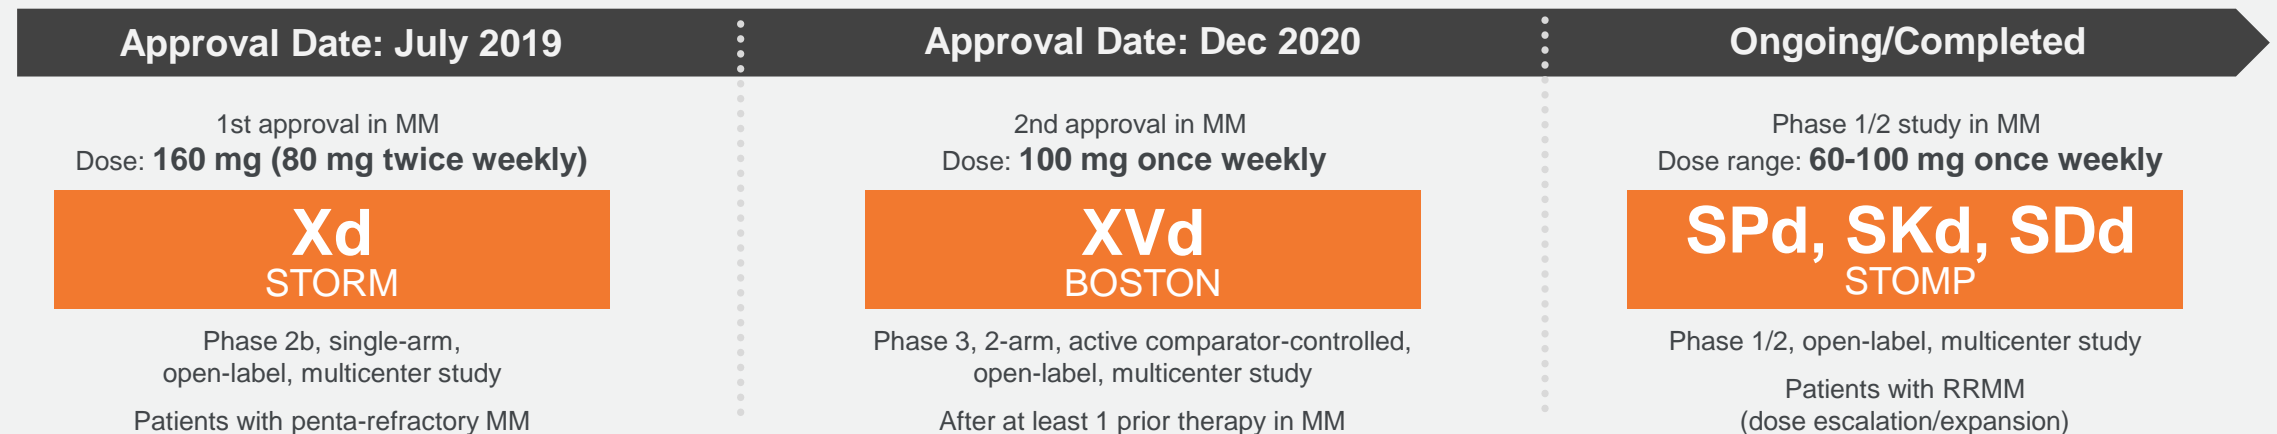 Approval Date: July 2019
1st approval in MM
Dose: 160 mg (80 mg twice weekly)
Xd
STORM
Phase 2b, single-arm,
open-label, multicenter study
Patients with penta-refractory MM
Approval Date: Dec 2020
2nd approval in MM
Dose: 100 mg once weekly
XVd
BOSTON
Phase 3, 2-arm, active comparator-controlled,
open-label, multicenter study
After at least 1 prior therapy in MM
Ongoing/Completed
Phase 1/2 study in MM
Dose range: 60-100 mg once weekly
SPd, SKd, SDd
STOMP
Phase 1/2, open-label, multicenter study
Patients with RRMM
(dose escalation/expansion)